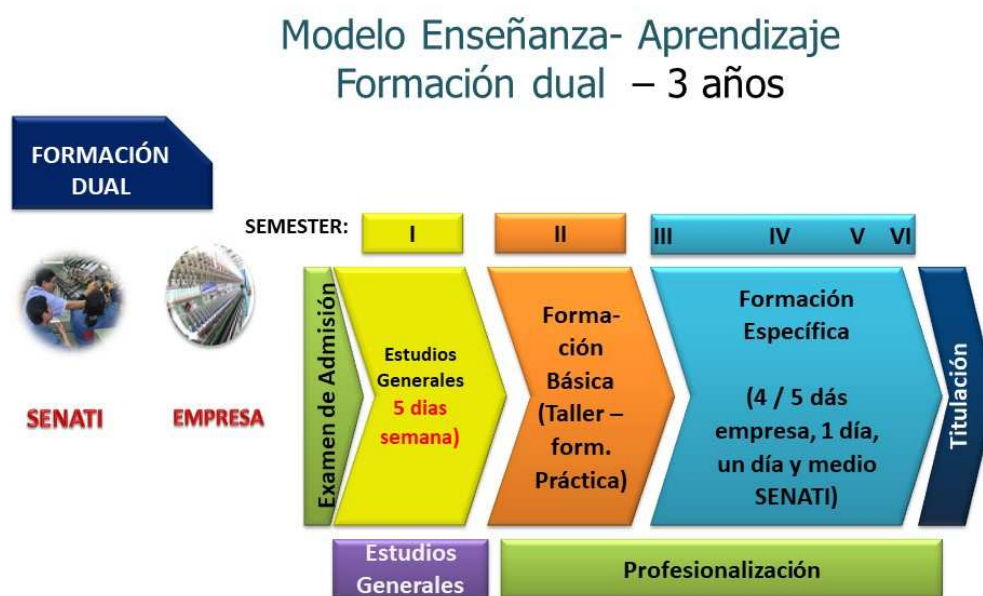 Modelo Enseñanza- Aprendizaje
Formación dual – 3 años
FORMACIÓN
DUAL
SENATI
EMPRESA
SEMESTER:
I
II
III
IV
V
VI
Examen de Admisión
Estudios
Generales
5 dias
semana)
Forma-
ción
Básica
(Taller –
form.
Práctica)
Formación
Específica
(4 / 5 dás
empresa, 1 día,
un día y medio
SENATI)
Titulación
Estudios
Generales
Profesionalización